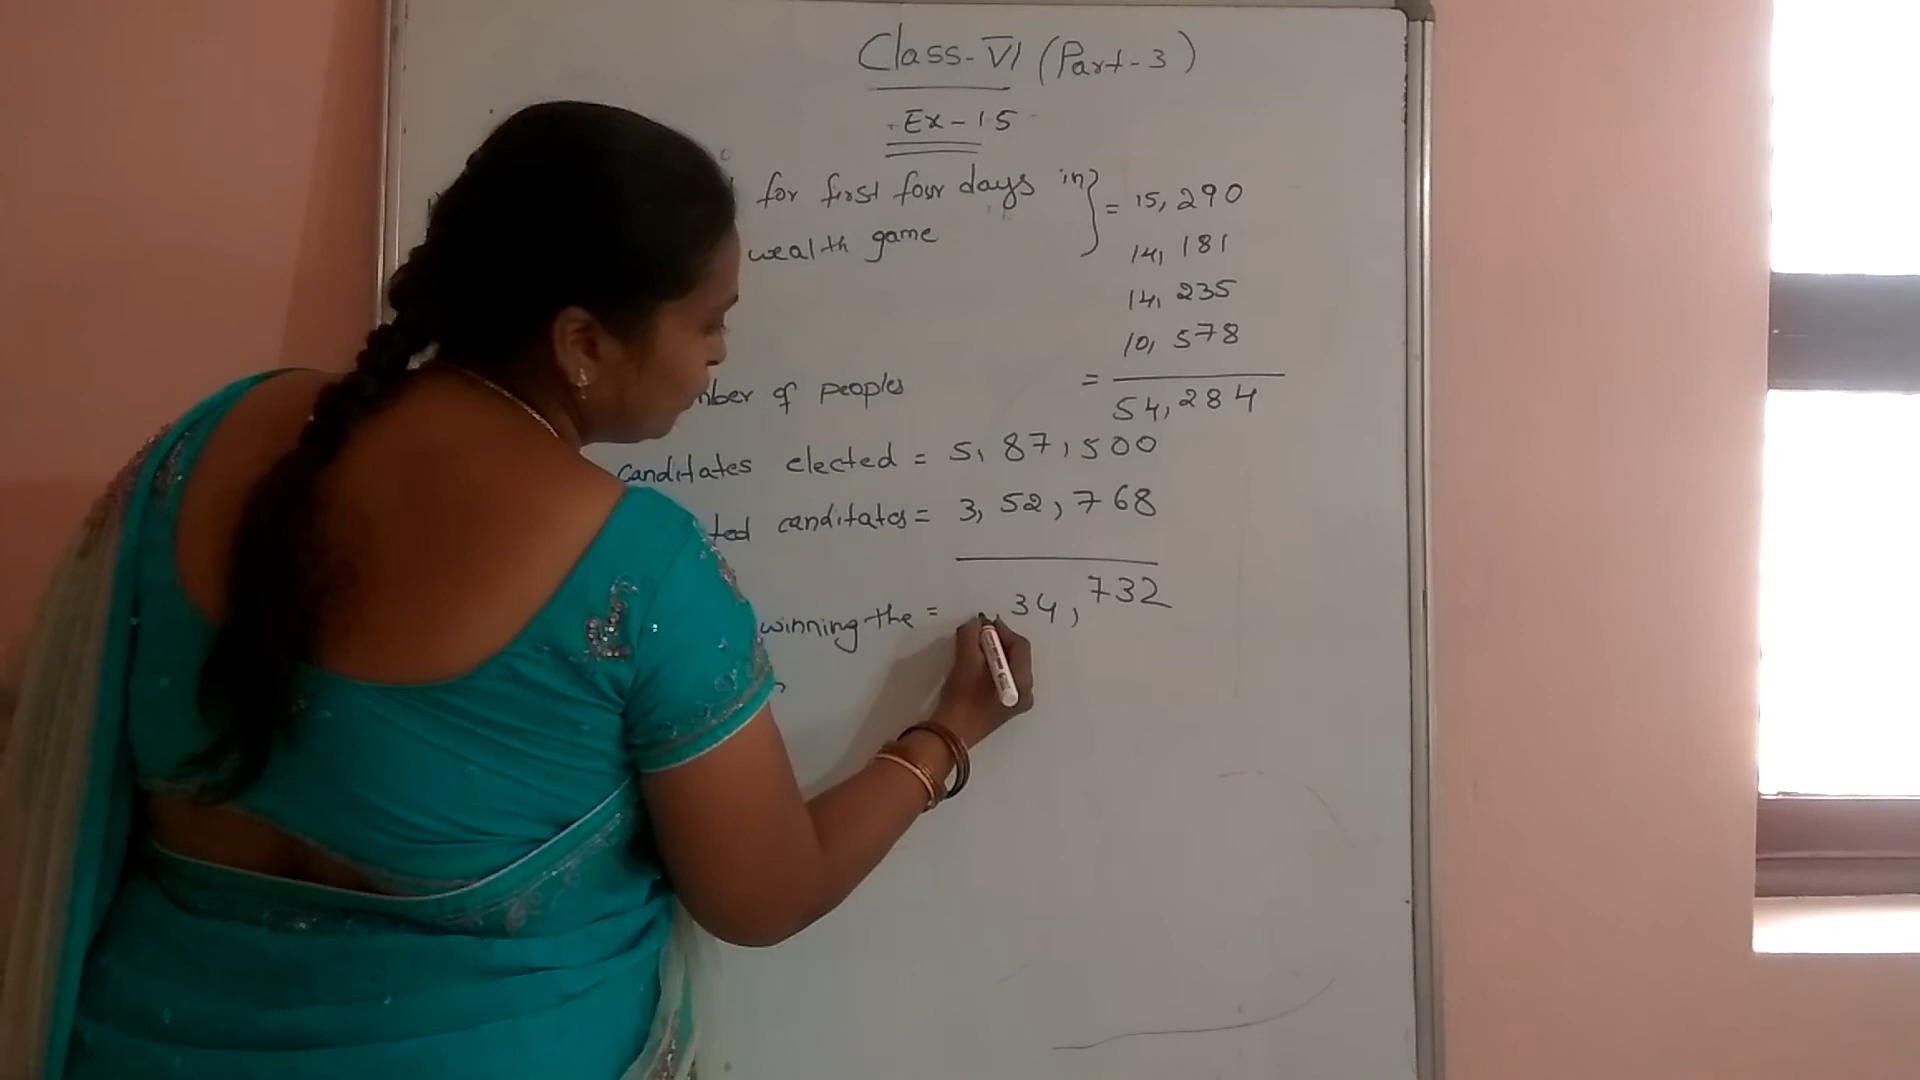 Class-VI (Part-3)
Ex-15
for first four days in } = 15,290
wealth game
14,181
14,235
10,578
mber of peoples = 54,284
canditates elected = 5,87,500
ted canditates = 3,52,768
winning the = ,34,732